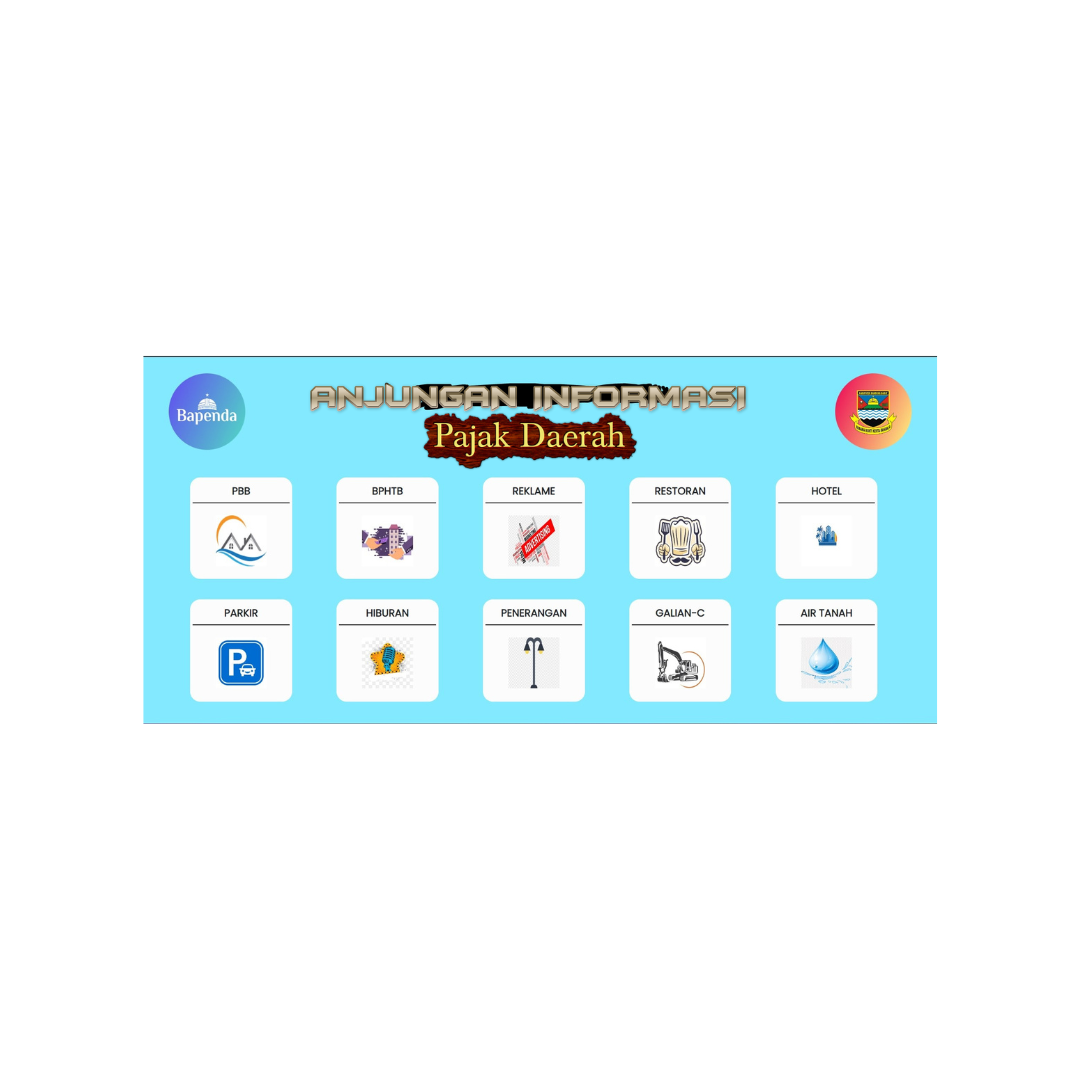 Bapenda
ANJUNGAN INFORMASI
Pajak Daerah
PBB
BPHTB
REKLAME
RESTORAN
HOTEL
ADVERTISING
PARKIR
HIBURAN
PENERANGAN
GALIAN-C
AIR TANAH
P